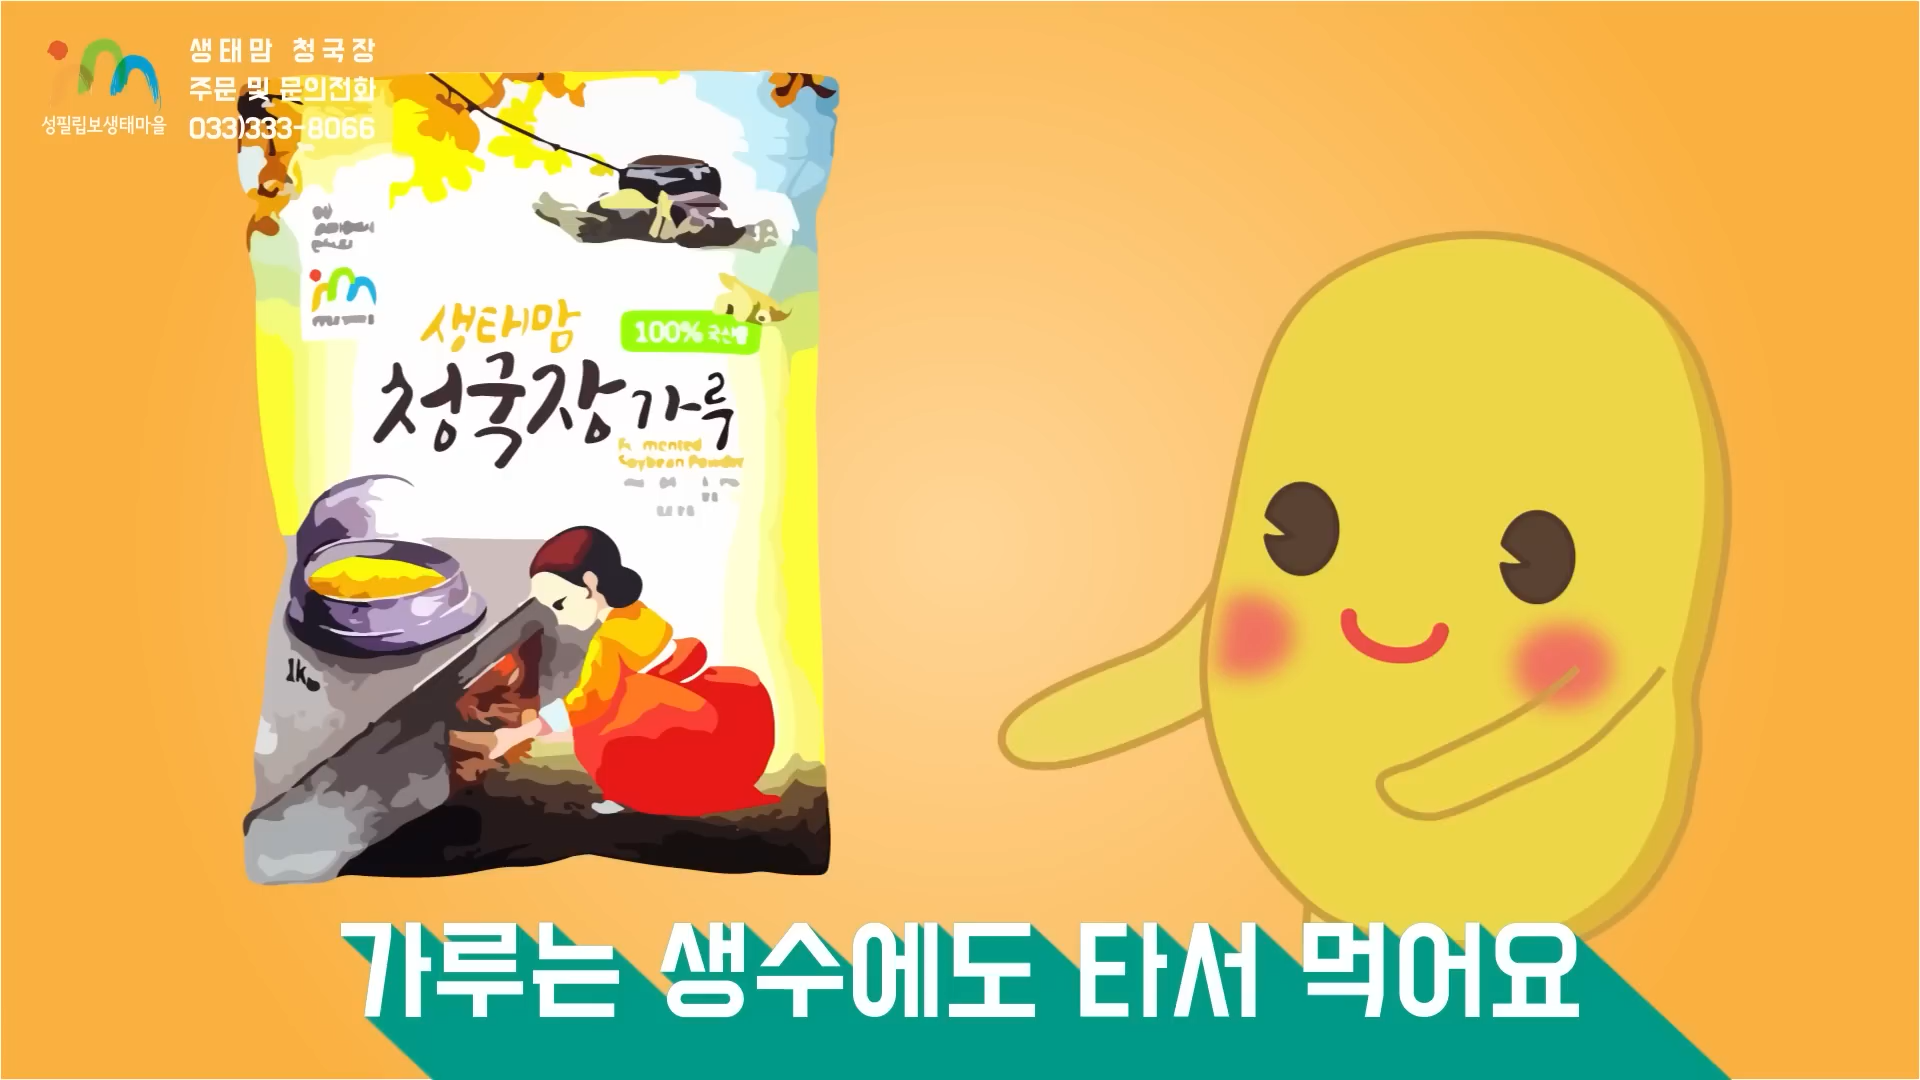 생태맘 청국장
주문 및 문의전화
033)333-8066
성필립보생태마을
생태맘
100% 국산콩
청국장가루
Soybean Powder
가루는 생수에도 타서 먹어요